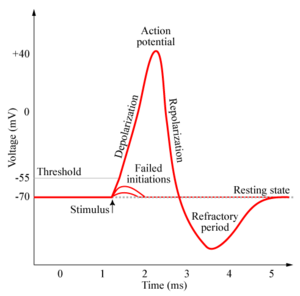 Action
potential
+40
Voltage (mV)
Depolarization
Repolarization
0
Failed
initiations
Threshold
-55
-70
Resting state
Stimulus
Refractory
period
0 1 2 3 4 5
Time (ms)